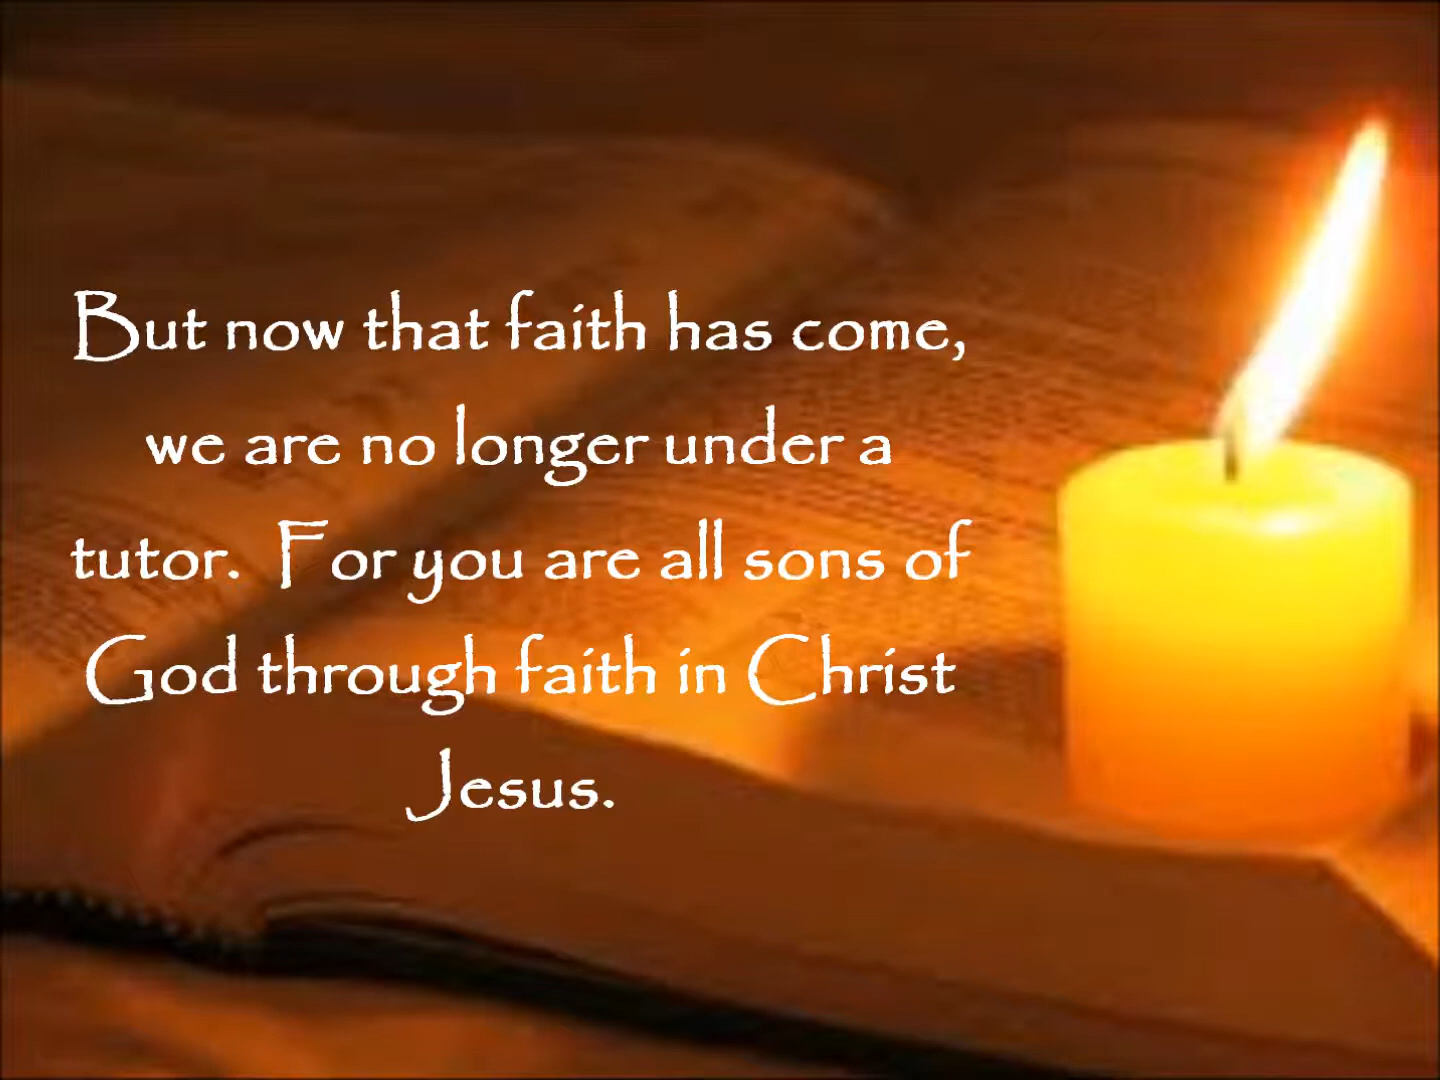 But now that faith has come,
we are no longer under a
tutor.  For you are all sons of
God through faith in Christ
Jesus.